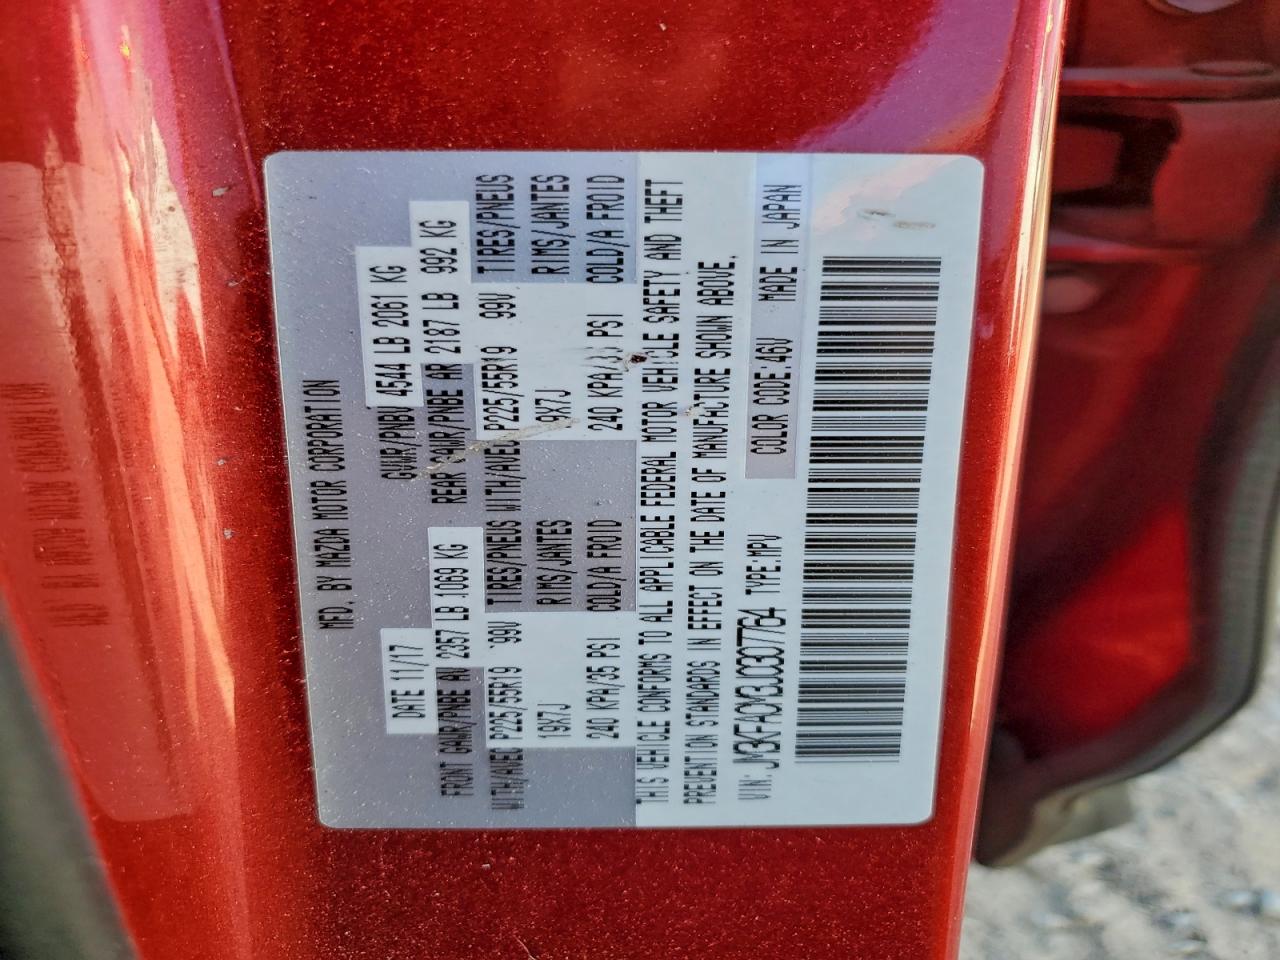 MFD. BY MAZDA MOTOR CORPORATION
DATE 11/17 GVWR/PNBV 4544 LB 2061 KG
FRONT GAWR/PNBE AV 2357 LB 1069 KG REAR GAWR/PNBE AR 2187 LB 992 KG
WITH/AVEC P225/55R19 99V TIRES/PNEUS WITH/AVEC P225/55R19 99V TIRES/PNEUS
19X7J RIMS/JANTES 19X7J RIMS/JANTES
240 KPA/35 PSI COLD/A FROID 240 KPA/ PSI COLD/A FROID
THIS VEHICLE CONFORMS TO ALL APPLICABLE FEDERAL MOTOR VEHICLE SAFETY AND THEFT
PREVENTION STANDARDS IN EFFECT ON THE DATE OF MANUFACTURE SHOWN ABOVE.
VIN: JM3KFACM3J0307764 TYPE:MPV COLOR CODE:46V MADE IN JAPAN